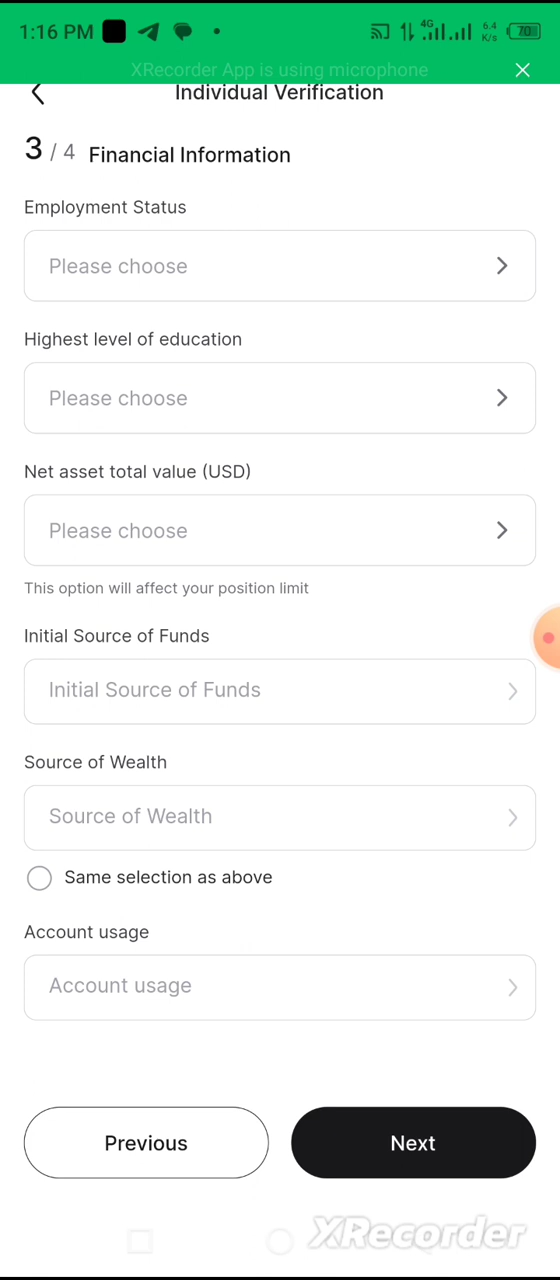 1:16 PM 4G 6.4 K/s 70
XRecorder App is using microphone
Individual Verification
3 / 4 Financial Information
Employment Status
Please choose
Highest level of education
Please choose
Net asset total value (USD)
Please choose
This option will affect your position limit
Initial Source of Funds
Initial Source of Funds
Source of Wealth
Source of Wealth
Same selection as above
Account usage
Account usage
Previous Next
XRecorder